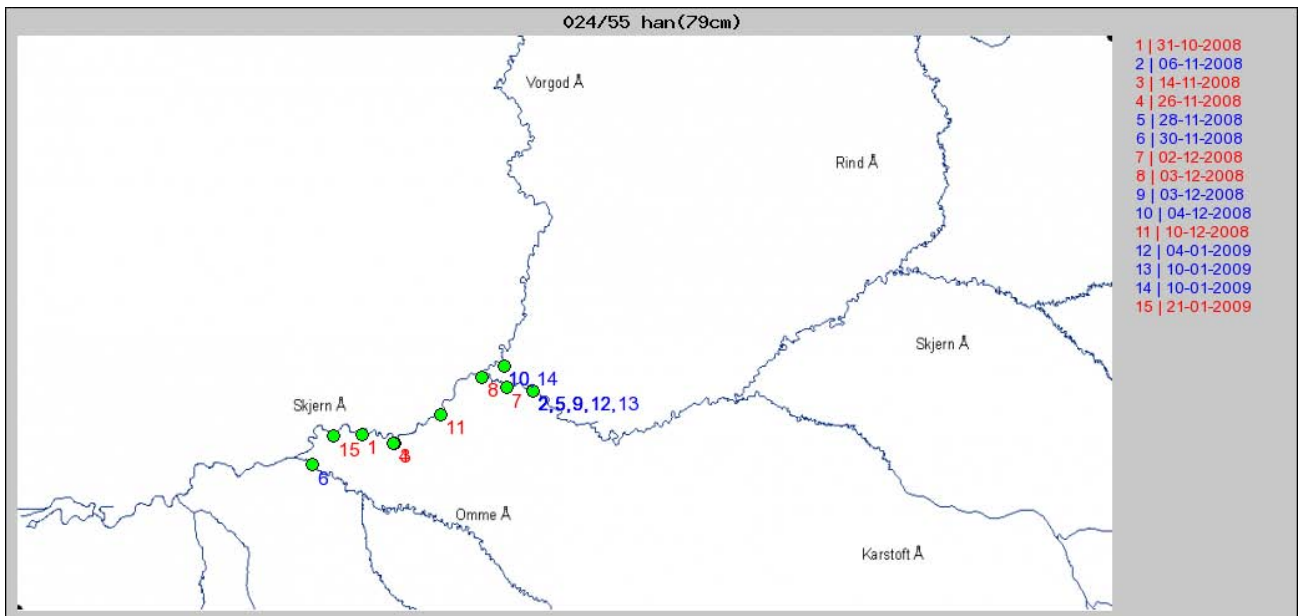 024/55 han(79cm)
1 | 31-10-2008
2 | 06-11-2008
3 | 14-11-2008
4 | 26-11-2008
5 | 28-11-2008
6 | 30-11-2008
7 | 02-12-2008
8 | 03-12-2008
9 | 03-12-2008
10 | 04-12-2008
11 | 10-12-2008
12 | 04-01-2009
13 | 10-01-2009
14 | 10-01-2009
15 | 21-01-2009
Vorgod Å
Rind Å
Skjern Å
10, 14
8
7
2,5,9,12,13
Skjern Å
11
15
1
6
Omme Å
Karstoft Å